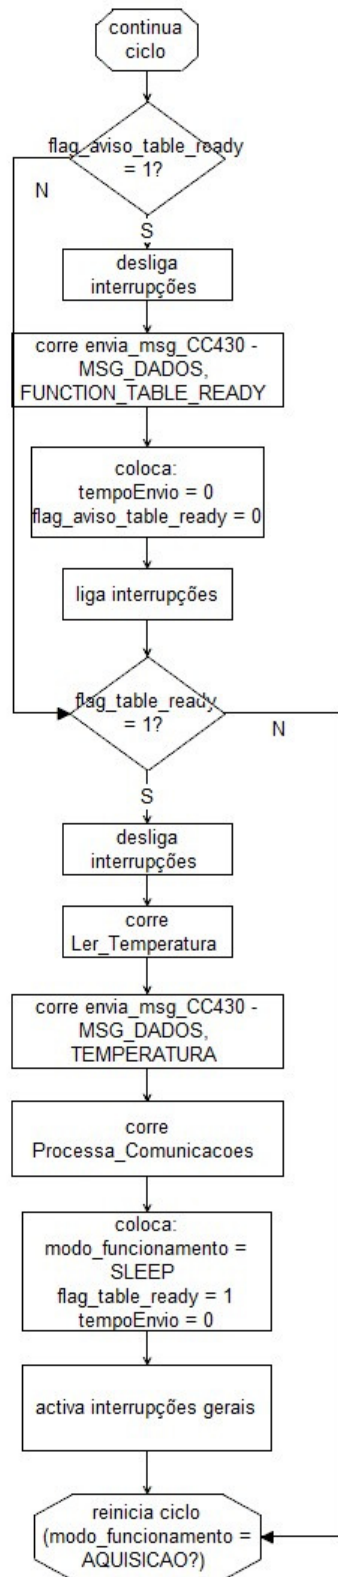 continua
ciclo
flag_aviso_table_ready
= 1?
N
S
desliga
interrupções
corre envia_msg_CC430 -
MSG_DADOS,
FUNCTION_TABLE_READY
coloca:
tempoEnvio = 0
flag_aviso_table_ready = 0
liga interrupções
flag_table_ready
= 1?
N
S
desliga
interrupções
corre
Ler_Temperatura
corre envia_msg_CC430 -
MSG_DADOS,
TEMPERATURA
corre
Processa_Comunicacoes
coloca:
modo_funcionamento =
SLEEP
flag_table_ready = 1
tempoEnvio = 0
activa interrupções gerais
reinicia ciclo
(modo_funcionamento =
AQUISICAO?)